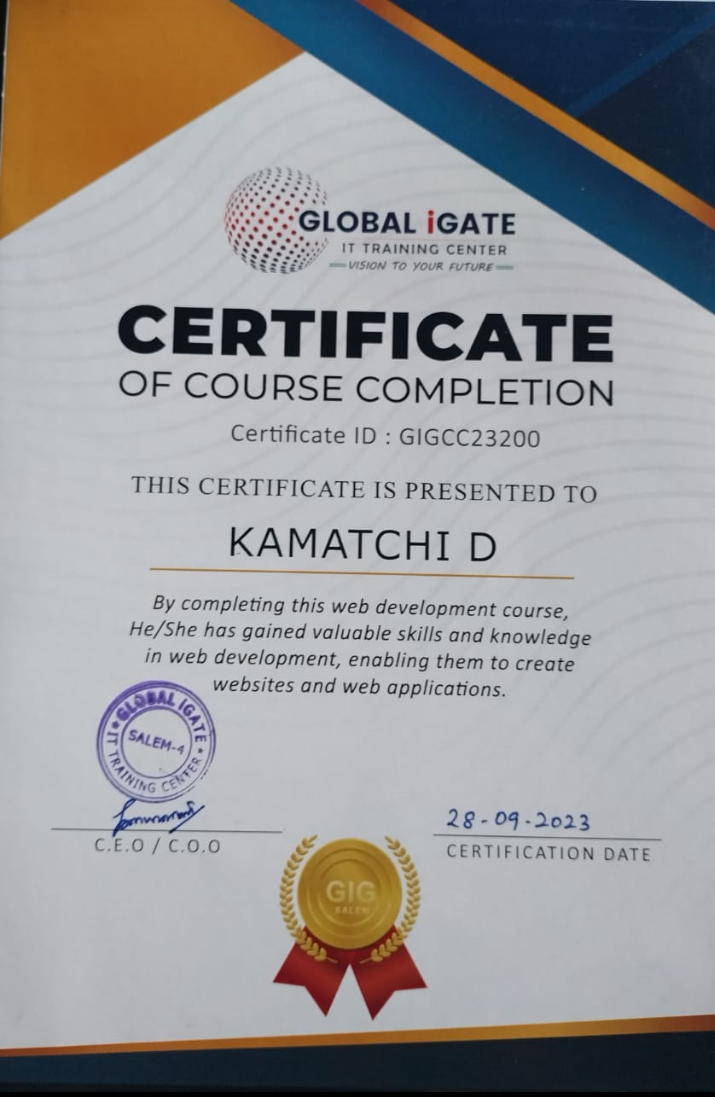 GLOBAL iGATE
IT TRAINING CENTER
VISION TO YOUR FUTURE
CERTIFICATE
OF COURSE COMPLETION
Certificate ID : GIGCC23200
THIS CERTIFICATE IS PRESENTED TO
KAMATCHI D
By completing this web development course,
He/She has gained valuable skills and knowledge
in web development, enabling them to create
websites and web applications.
GLOBAL IGATE
SALEM-4
IT TRAINING CENTER
28-09-2023
C.E.O / C.O.O
CERTIFICATION DATE
GIG
SALEM